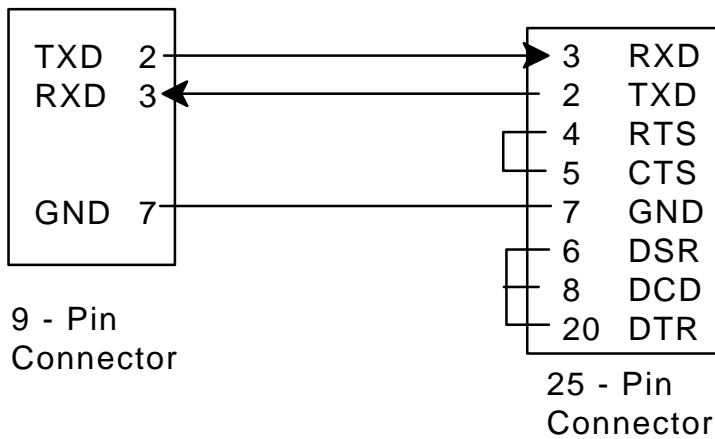 TXD 2
RXD 3
GND 7
9 - Pin
Connector
3 RXD
2 TXD
4 RTS
5 CTS
7 GND
6 DSR
8 DCD
20 DTR
25 - Pin
Connector